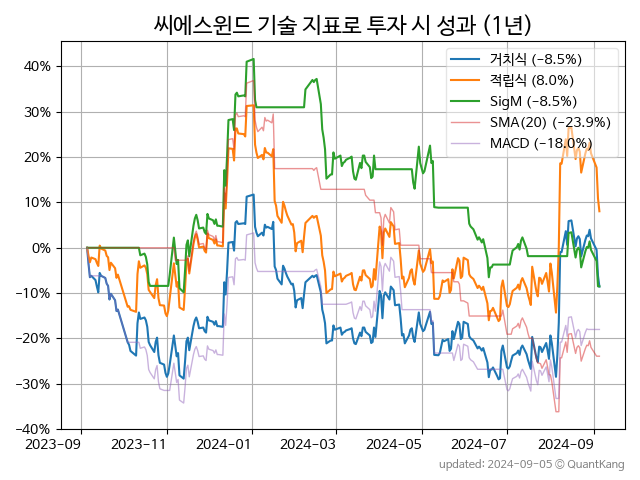 씨에스윈드 기술 지표로 투자 시 성과 (1년)
거치식 (−8.5%)
적립식 (8.0%)
SigM (−8.5%)
SMA(20) (−23.9%)
MACD (−18.0%)
40%
30%
20%
10%
0%
−10%
−20%
−30%
−40%
2023-09 2023-11 2024-01 2024-03 2024-05 2024-07 2024-09
updated: 2024-09-05 © QuantKang